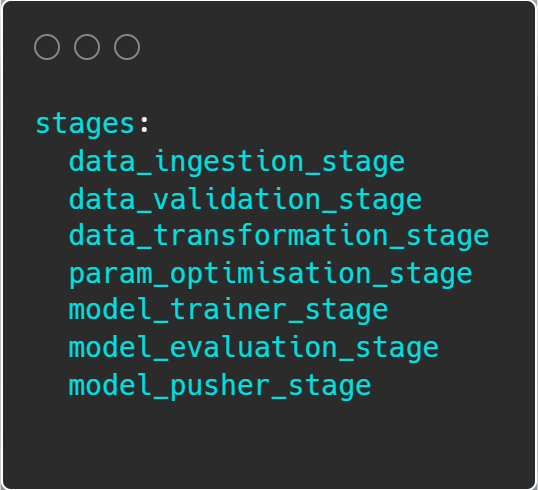 stages:
  data_ingestion_stage
  data_validation_stage
  data_transformation_stage
  param_optimisation_stage
  model_trainer_stage
  model_evaluation_stage
  model_pusher_stage